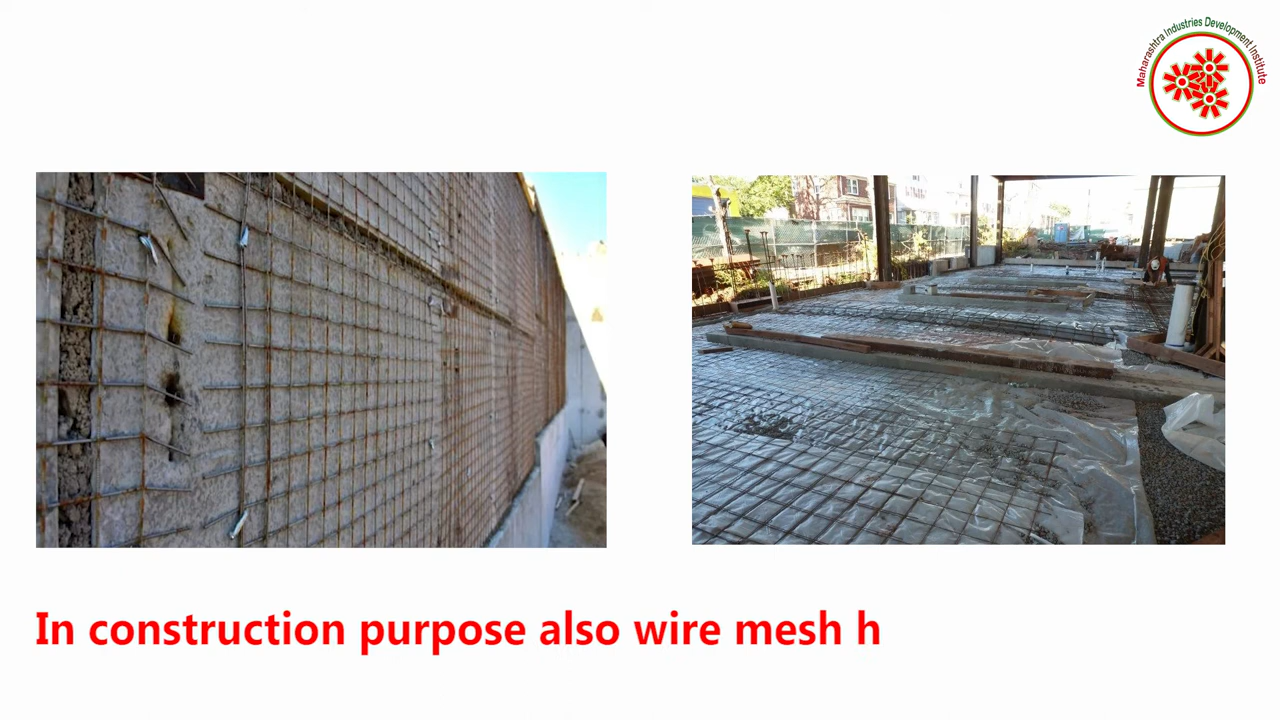 Maharashtra Industries Development Institute
In construction purpose also wire mesh h